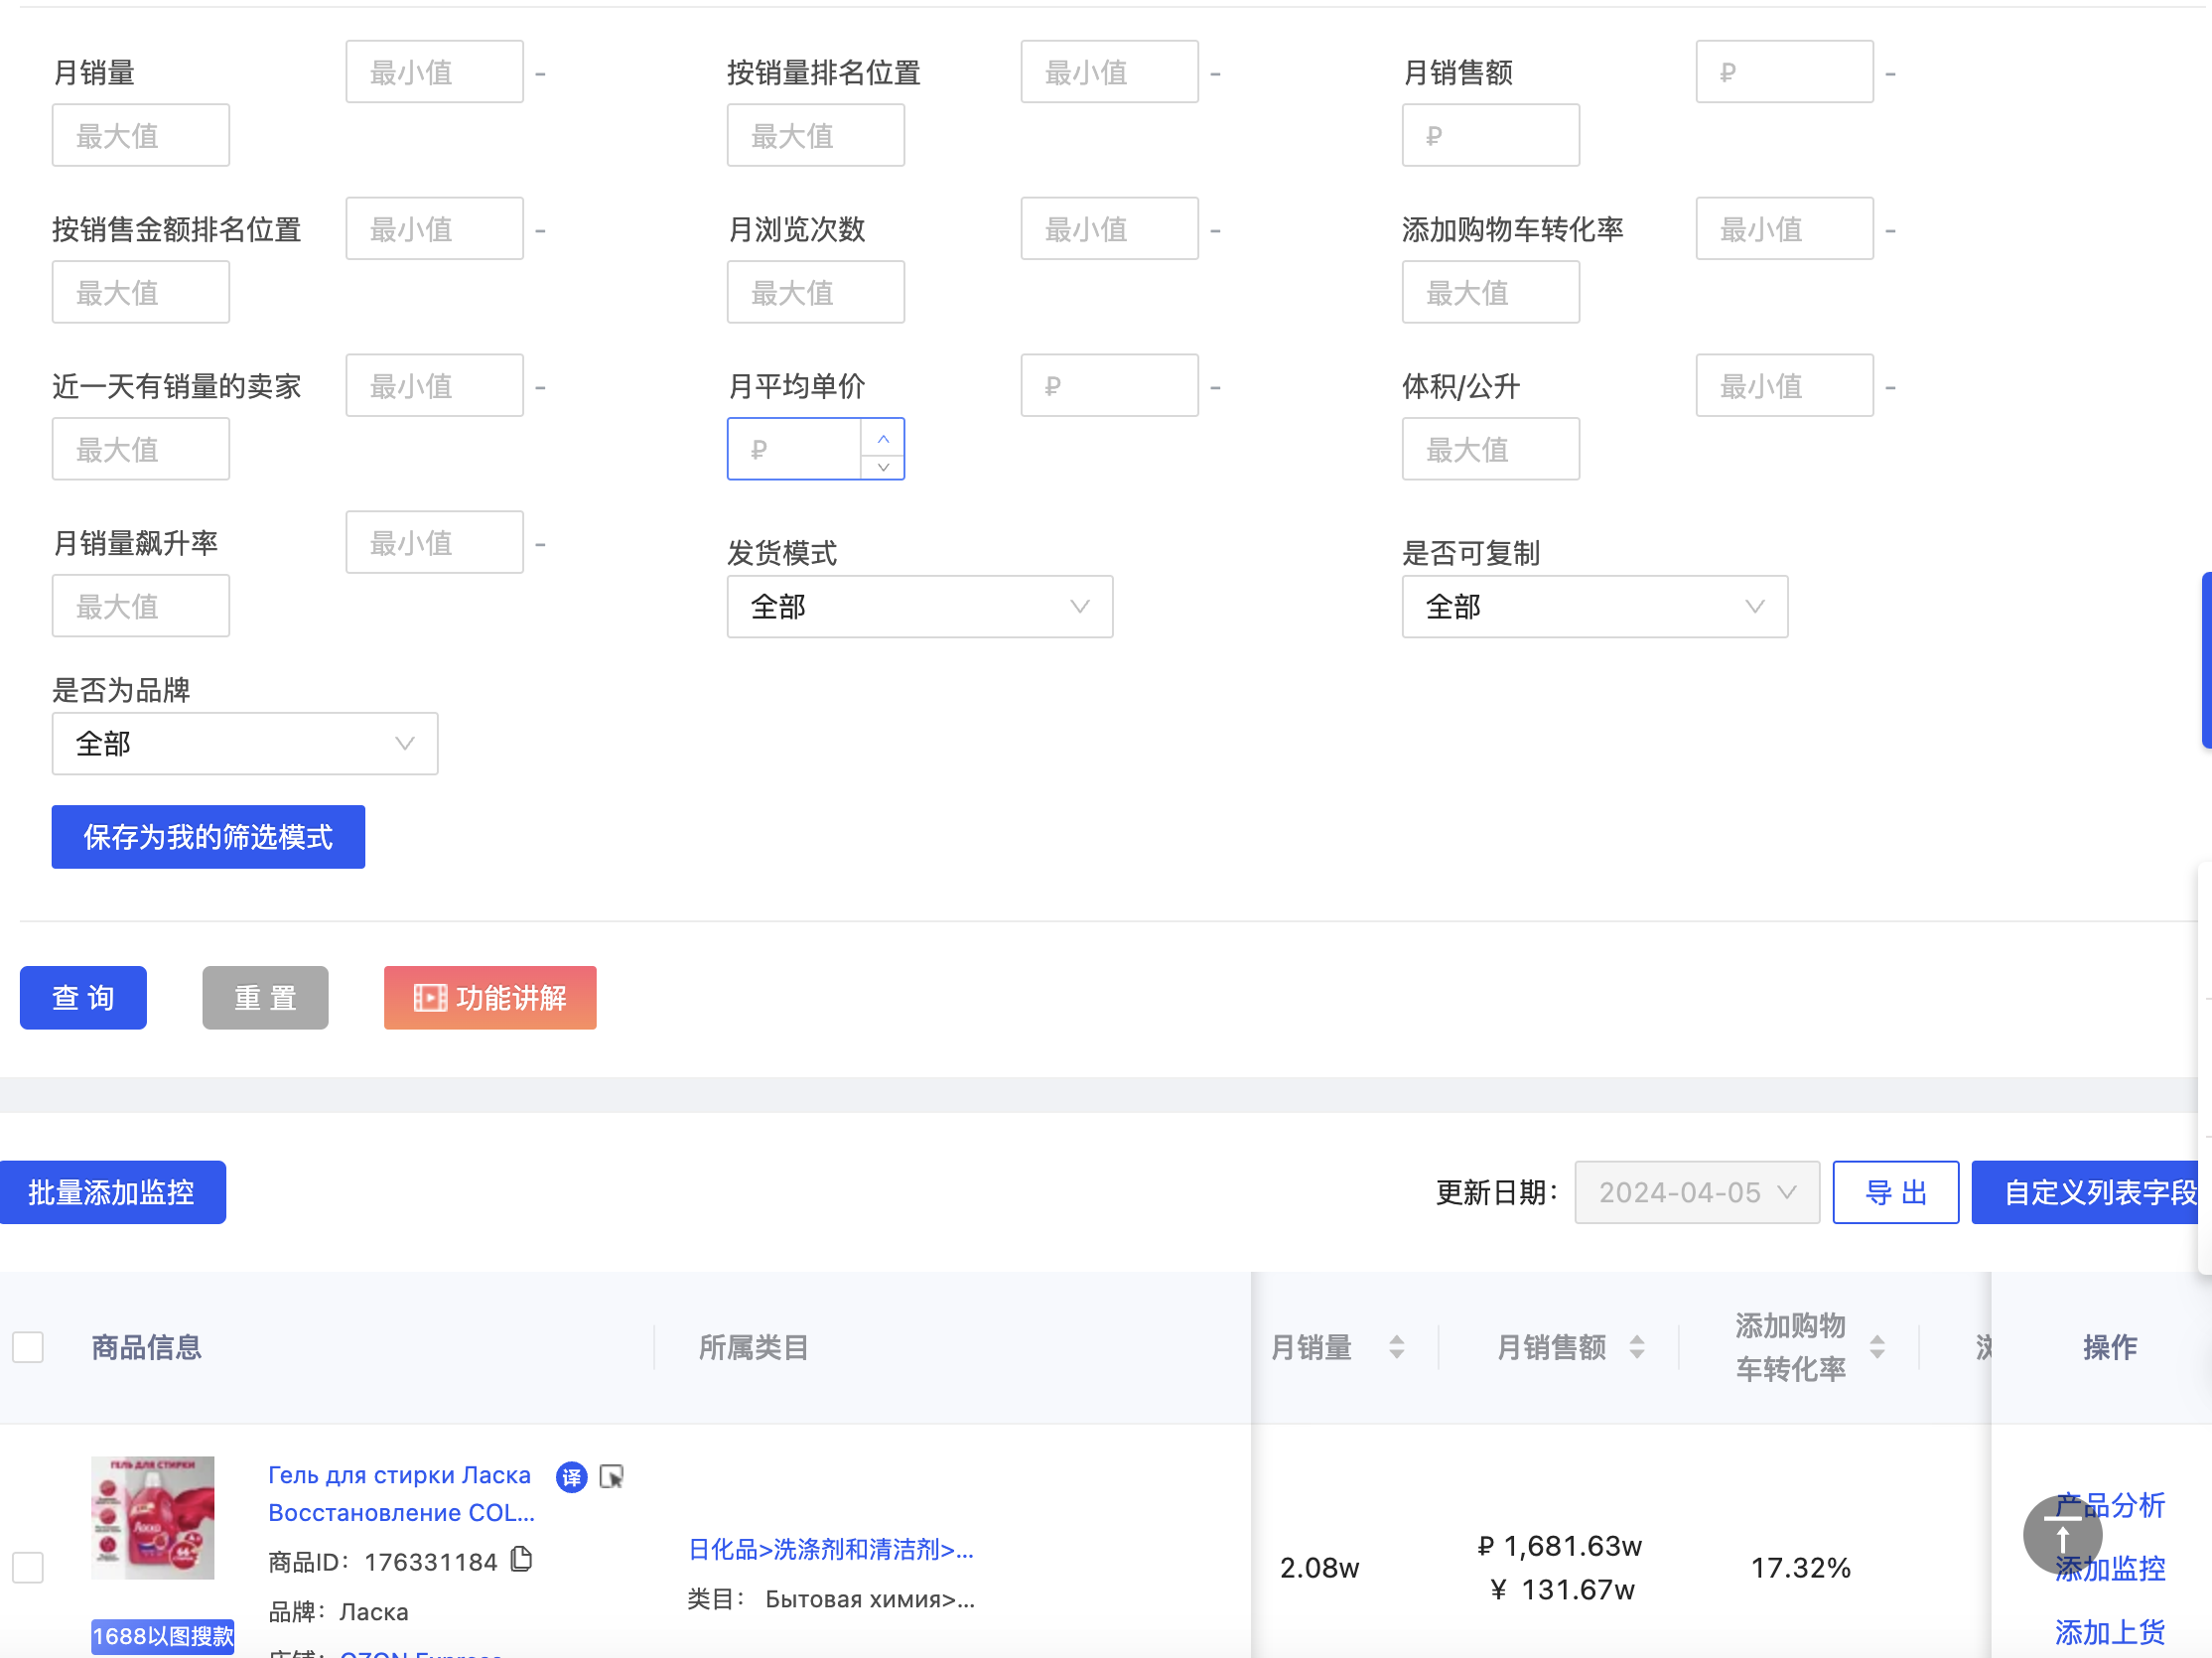 月销量 最小值 -
最大值
按销量排名位置 最小值 -
最大值
月销售额 ₽ -
₽
按销售金额排名位置 最小值 -
最大值
月浏览次数 最小值 -
最大值
添加购物车转化率 最小值 -
最大值
近一天有销量的卖家 最小值 -
最大值
月平均单价 ₽ -
₽
体积/公升 最小值 -
最大值
月销量飙升率 最小值 -
最大值
发货模式
全部
是否可复制
全部
是否为品牌
全部
保存为我的筛选模式
查 询 重 置 功能讲解
批量添加监控 更新日期： 2024-04-05 导 出 自定义列表字段
商品信息 所属类目 月销量 月销售额 添加购物
车转化率 操作
ГЕЛЬ ДЛЯ СТИРКИ
Ласка
1688以图搜款
Гель для стирки Ласка 译
Восстановление COL...
商品ID： 176331184
品牌： Ласка
店铺： OZON Express
日化品>洗涤剂和清洁剂>...
类目： Бытовая химия>...
2.08w
₽ 1,681.63w
¥ 131.67w
17.32%
产品分析
添加监控
添加上货